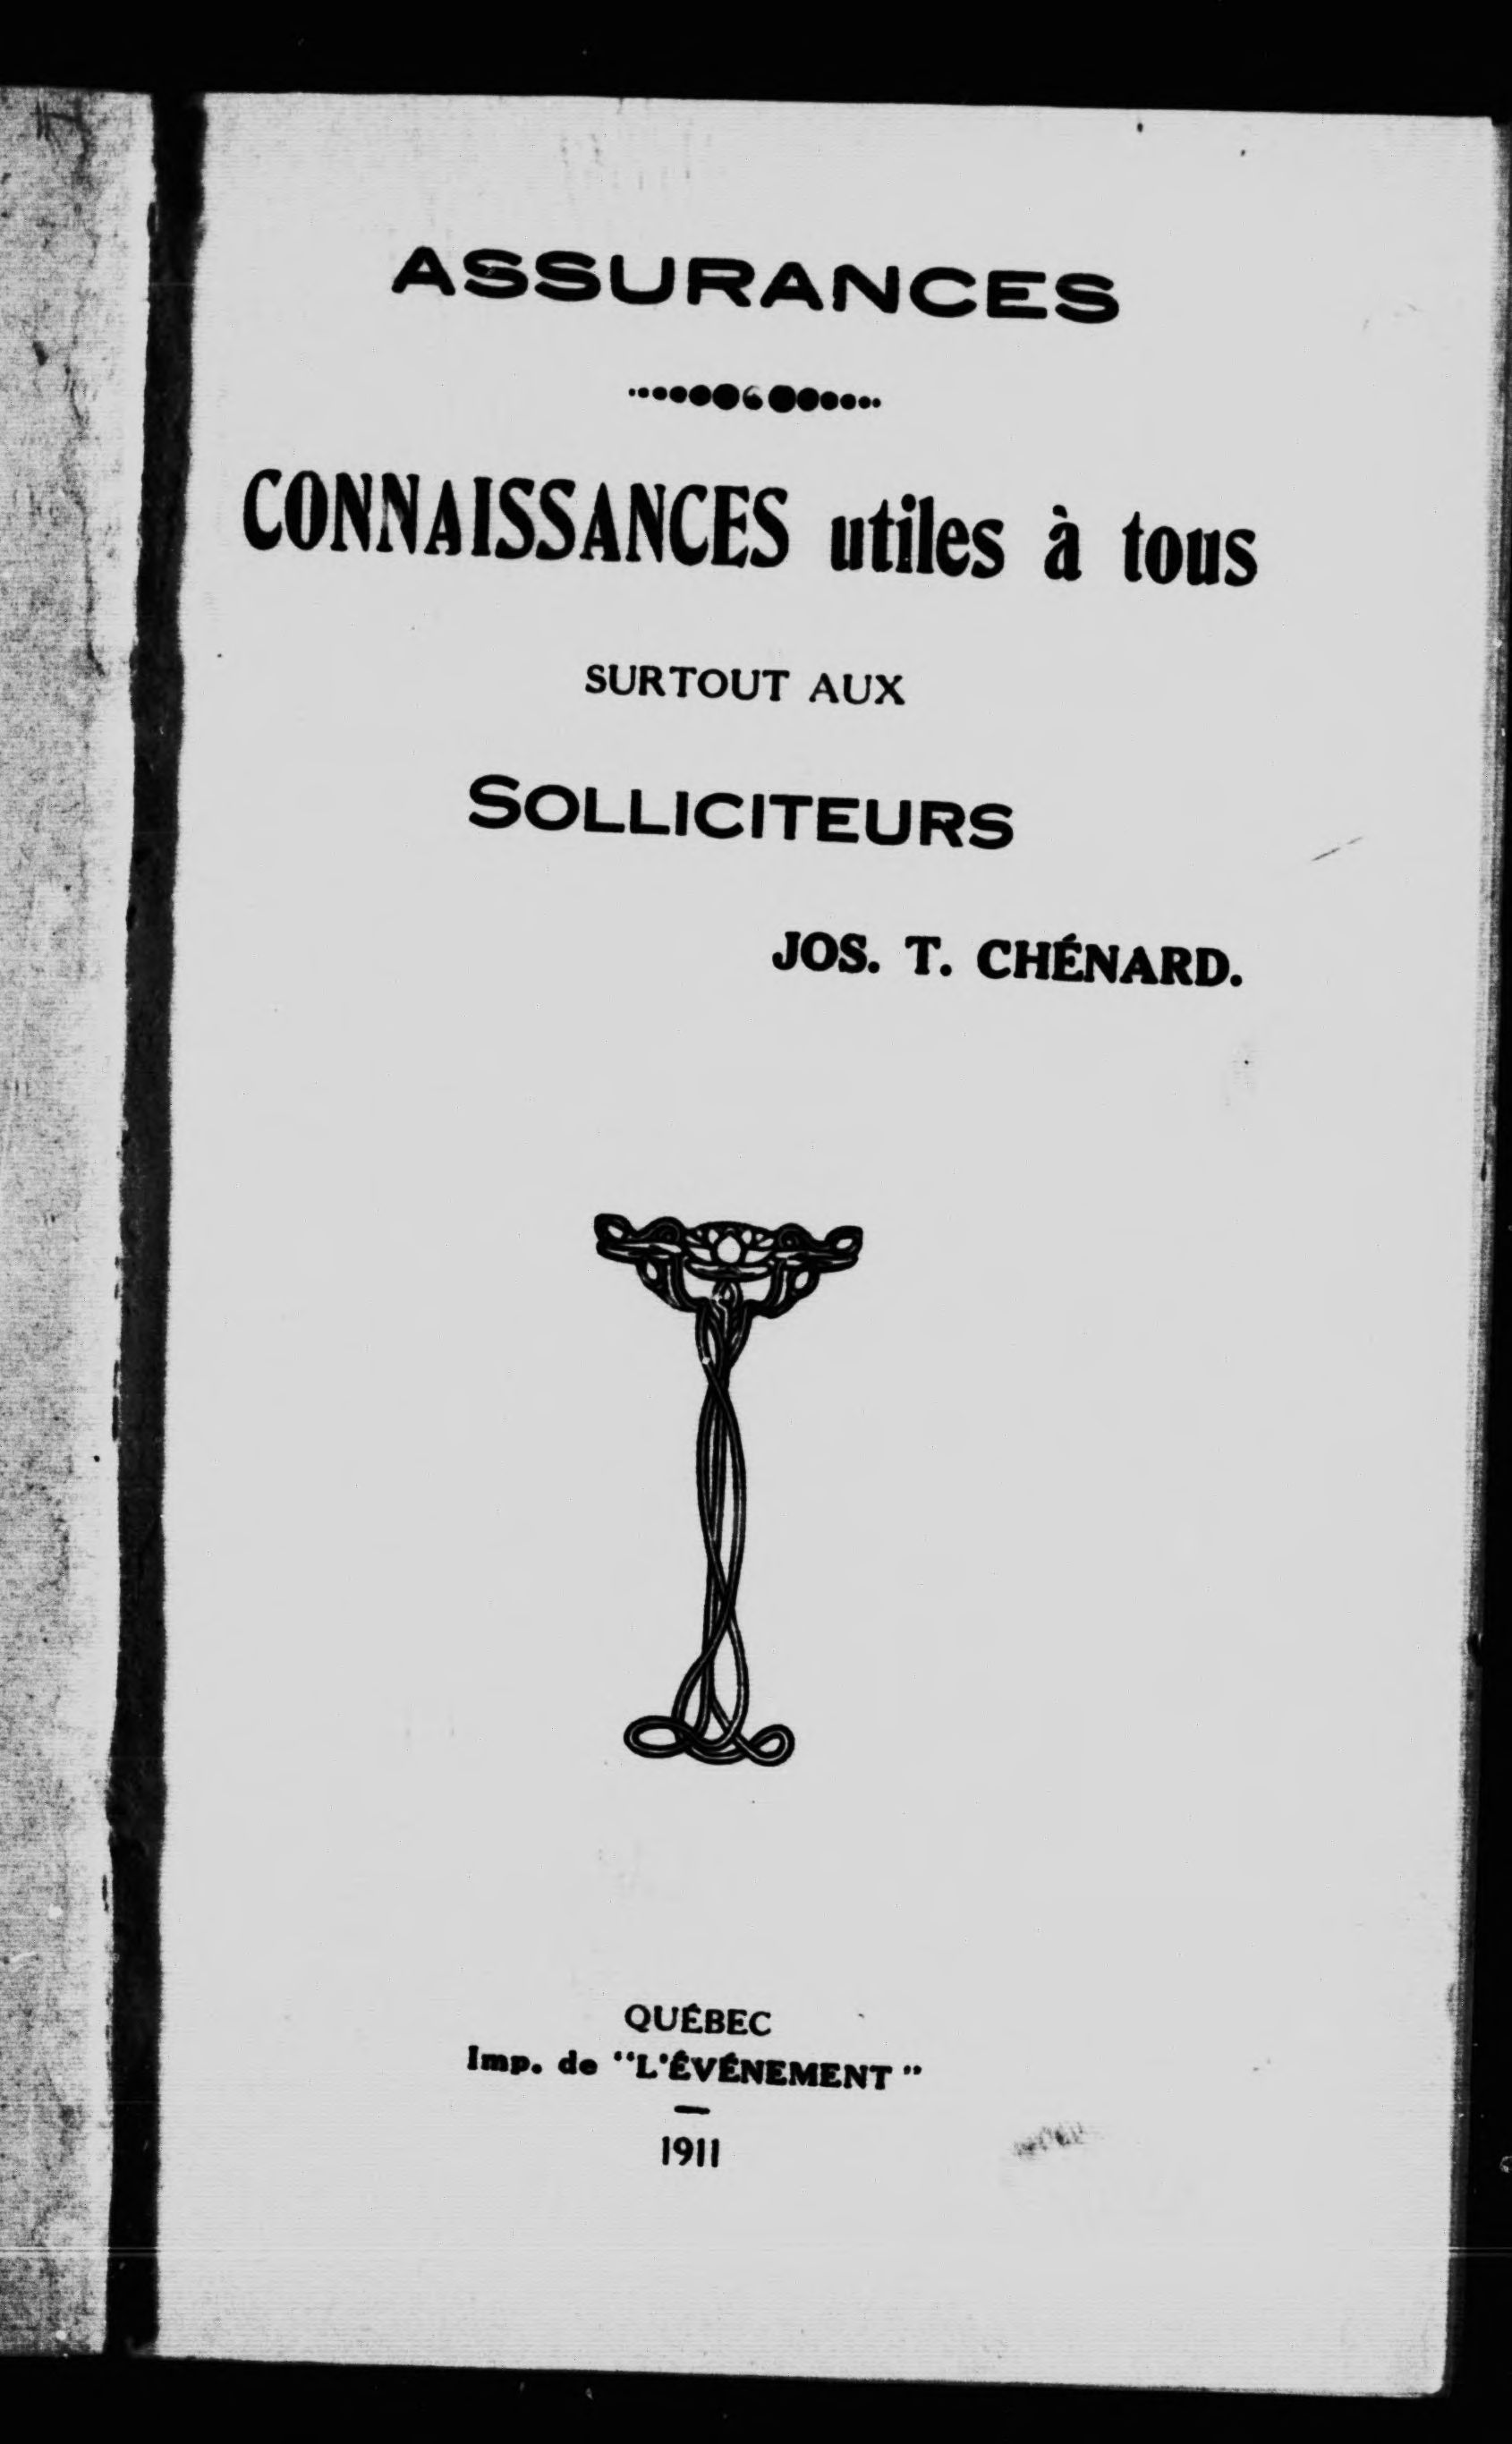 ASSURANCES
CONNAISSANCES utiles à tous
SURTOUT AUX
SOLLICITEURS
JOS. T. CHÉNARD.
QUÉBEC
Imp. de "L'ÉVÉNEMENT"
1911